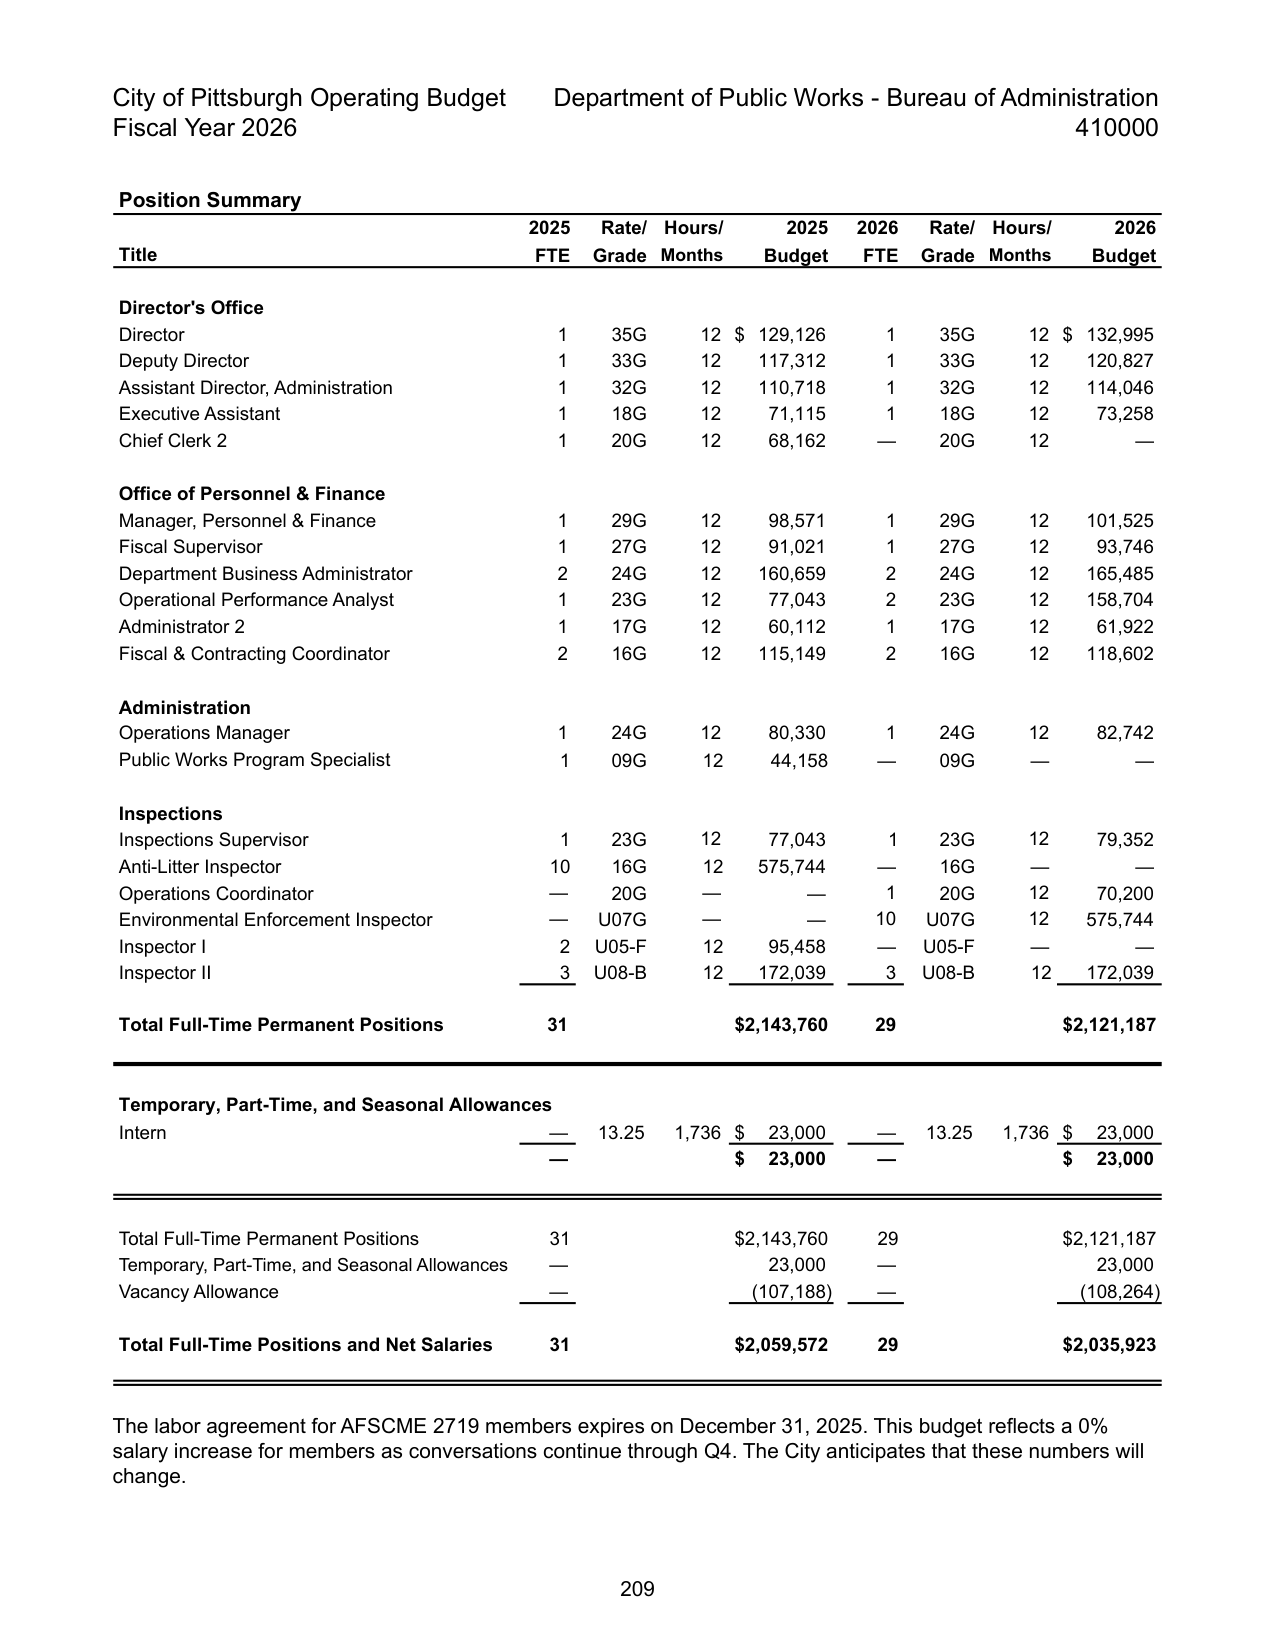 City of Pittsburgh Operating Budget Department of Public Works - Bureau of Administration
Fiscal Year 2026 410000
Position Summary
2025 Rate/ Hours/ 2025 2026 Rate/ Hours/ 2026
Title FTE Grade Months Budget FTE Grade Months Budget
Director's Office
Director 1 35G 12 $ 129,126 1 35G 12 $ 132,995
Deputy Director 1 33G 12 117,312 1 33G 12 120,827
Assistant Director, Administration 1 32G 12 110,718 1 32G 12 114,046
Executive Assistant 1 18G 12 71,115 1 18G 12 73,258
Chief Clerk 2 1 20G 12 68,162 — 20G 12 —
Office of Personnel & Finance
Manager, Personnel & Finance 1 29G 12 98,571 1 29G 12 101,525
Fiscal Supervisor 1 27G 12 91,021 1 27G 12 93,746
Department Business Administrator 2 24G 12 160,659 2 24G 12 165,485
Operational Performance Analyst 1 23G 12 77,043 2 23G 12 158,704
Administrator 2 1 17G 12 60,112 1 17G 12 61,922
Fiscal & Contracting Coordinator 2 16G 12 115,149 2 16G 12 118,602
Administration
Operations Manager 1 24G 12 80,330 1 24G 12 82,742
Public Works Program Specialist 1 09G 12 44,158 — 09G — —
Inspections
Inspections Supervisor 1 23G 12 77,043 1 23G 12 79,352
Anti-Litter Inspector 10 16G 12 575,744 — 16G — —
Operations Coordinator — 20G — — 1 20G 12 70,200
Environmental Enforcement Inspector — U07G — — 10 U07G 12 575,744
Inspector I 2 U05-F 12 95,458 — U05-F — —
Inspector II 3 U08-B 12 172,039 3 U08-B 12 172,039
Total Full-Time Permanent Positions 31 $2,143,760 29 $2,121,187
Temporary, Part-Time, and Seasonal Allowances
Intern — 13.25 1,736 $ 23,000 — 13.25 1,736 $ 23,000
— $ 23,000 — $ 23,000
Total Full-Time Permanent Positions 31 $2,143,760 29 $2,121,187
Temporary, Part-Time, and Seasonal Allowances — 23,000 — 23,000
Vacancy Allowance — (107,188) — (108,264)
Total Full-Time Positions and Net Salaries 31 $2,059,572 29 $2,035,923
The labor agreement for AFSCME 2719 members expires on December 31, 2025. This budget reflects a 0%
salary increase for members as conversations continue through Q4. The City anticipates that these numbers will
change.
209